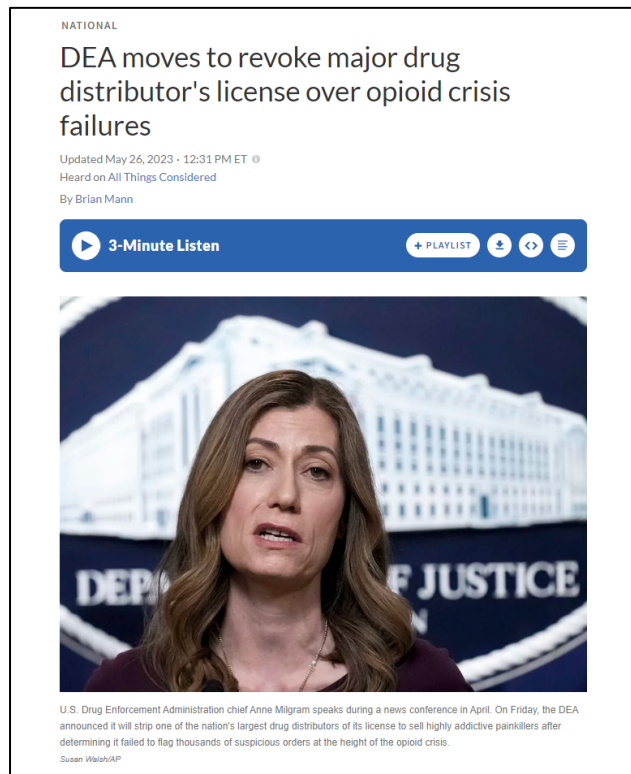 NATIONAL
DEA moves to revoke major drug
distributor's license over opioid crisis
failures
Updated May 26, 2023 · 12:31 PM ET
Heard on All Things Considered
By Brian Mann
3-Minute Listen
+ PLAYLIST
DEP F JUSTICE
N
U.S. Drug Enforcement Administration chief Anne Milgram speaks during a news conference in April. On Friday, the DEA
announced it will strip one of the nation's largest drug distributors of its license to sell highly addictive painkillers after
determining it failed to flag thousands of suspicious orders at the height of the opioid crisis.
Susan Walsh/AP